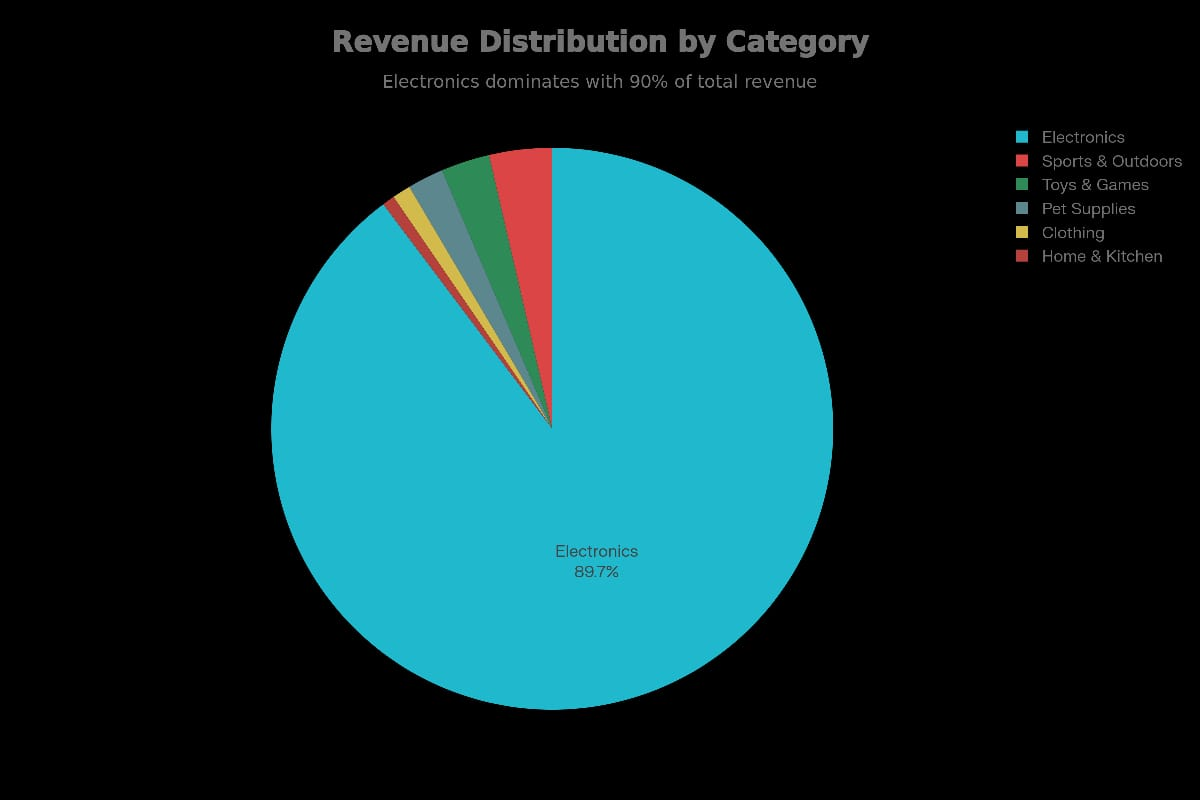 Revenue Distribution by Category
Electronics dominates with 90% of total revenue
Electronics
Sports & Outdoors
Toys & Games
Pet Supplies
Clothing
Home & Kitchen
Electronics
89.7%